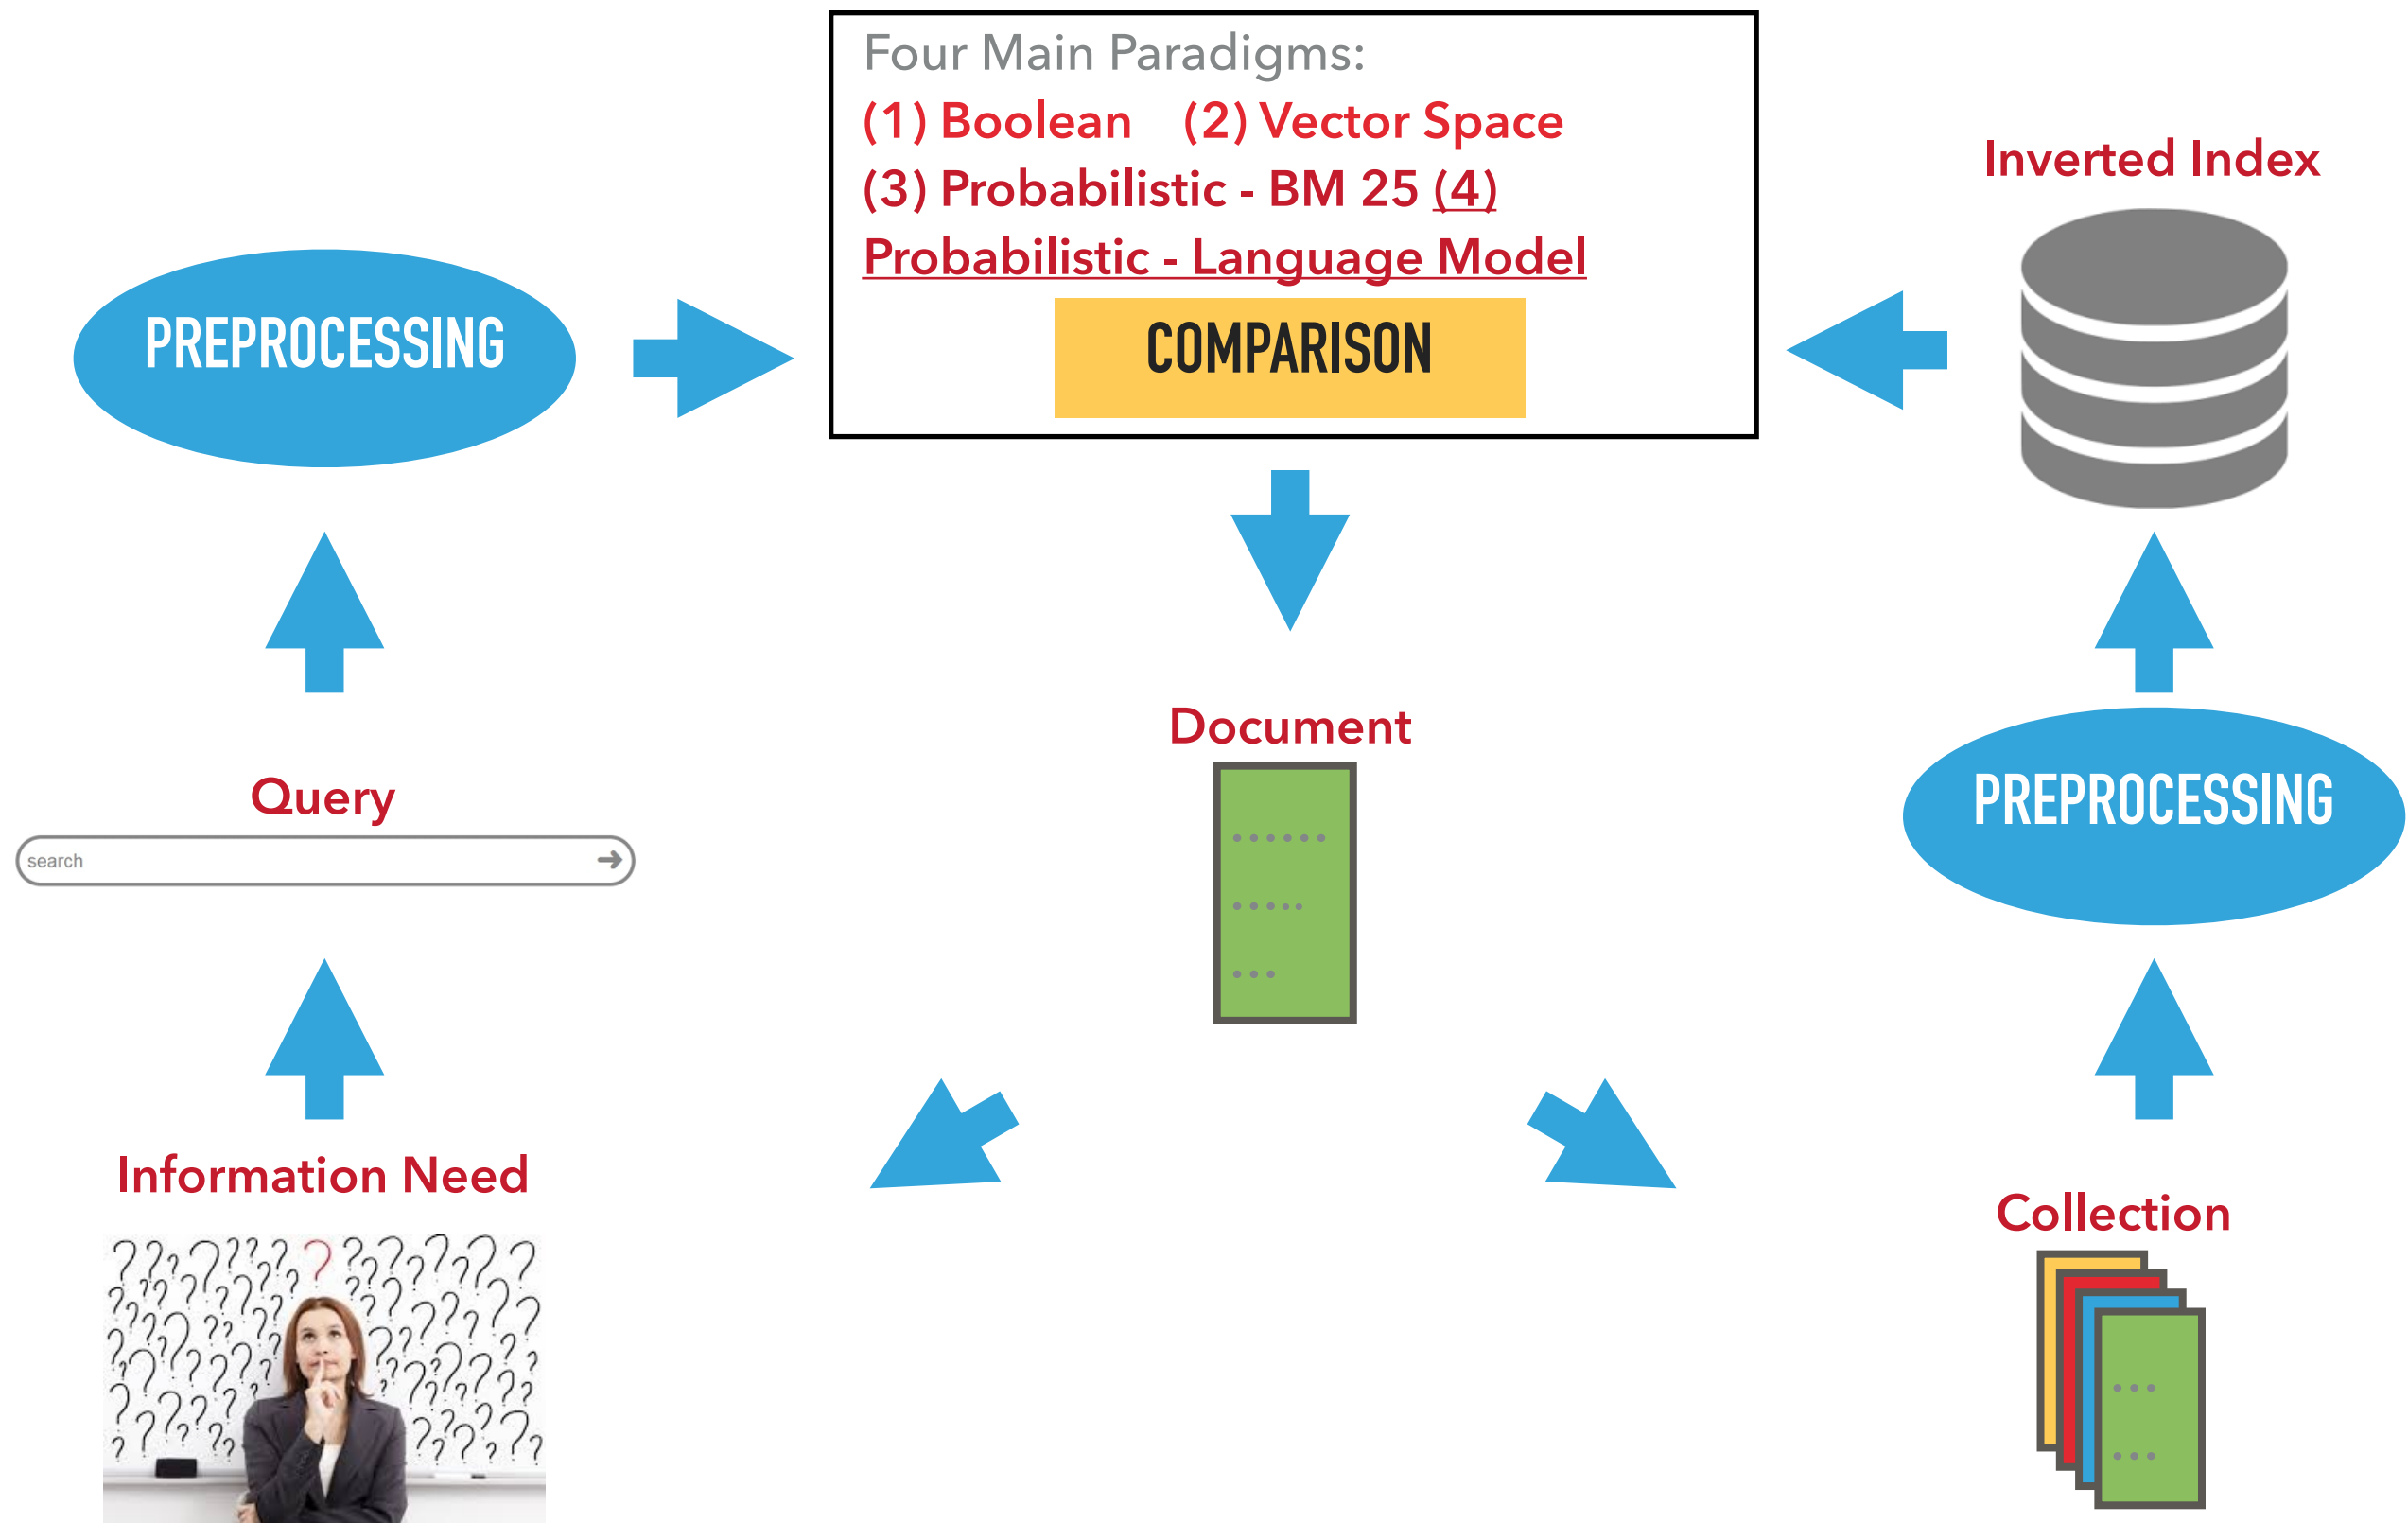 Four Main Paradigms:
(1) Boolean (2) Vector Space
(3) Probabilistic - BM 25 (4)
Probabilistic - Language Model
COMPARISON
PREPROCESSING
Inverted Index
Document
Query
search
PREPROCESSING
Information Need
Collection